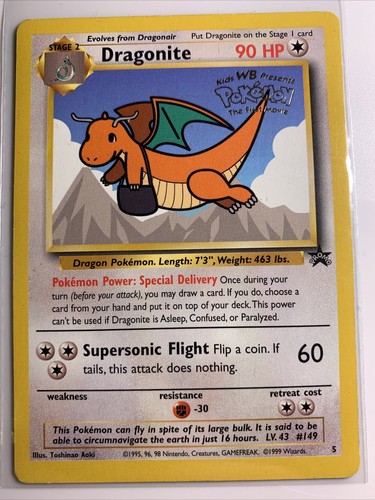 Evolves from Dragonair Put Dragonite on the Stage 1 card
STAGE 2
Dragonite 90 HP
Kids WB Presents
Pokémon
The First Movie
Dragon Pokémon. Length: 7'3", Weight: 463 lbs.
PROMO
Pokémon Power: Special Delivery Once during your
turn (before your attack), you may draw a card. If you do, choose a
card from your hand and put it on top of your deck. This power
can't be used if Dragonite is Asleep, Confused, or Paralyzed.
Supersonic Flight Flip a coin. If 60
tails, this attack does nothing.
weakness resistance retreat cost
-30
This Pokémon can fly in spite of its large bulk. It is said to be
able to circumnavigate the earth in just 16 hours. LV. 43 #149
Illus. Toshinao Aoki ©1995, 96, 98 Nintendo, Creatures, GAMEFREAK. ©1999 Wizards. 5